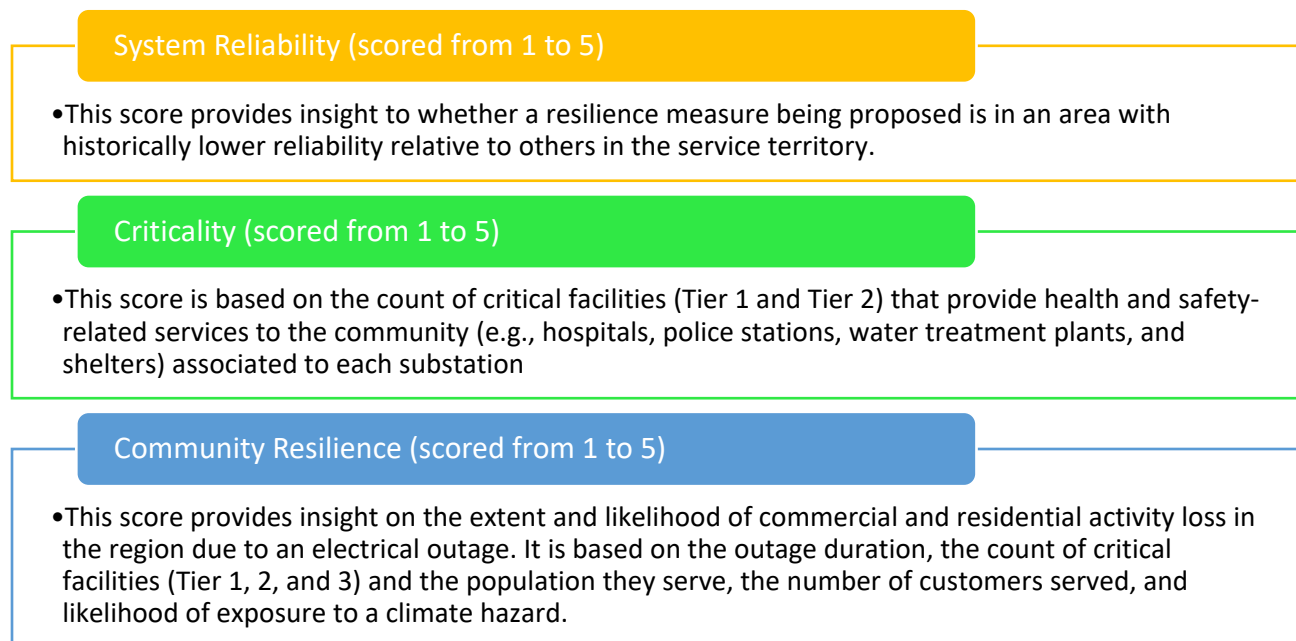 System Reliability (scored from 1 to 5)
•This score provides insight to whether a resilience measure being proposed is in an area with
historically lower reliability relative to others in the service territory.
Criticality (scored from 1 to 5)
•This score is based on the count of critical facilities (Tier 1 and Tier 2) that provide health and safety-
related services to the community (e.g., hospitals, police stations, water treatment plants, and
shelters) associated to each substation
Community Resilience (scored from 1 to 5)
•This score provides insight on the extent and likelihood of commercial and residential activity loss in
the region due to an electrical outage. It is based on the outage duration, the count of critical
facilities (Tier 1, 2, and 3) and the population they serve, the number of customers served, and
likelihood of exposure to a climate hazard.